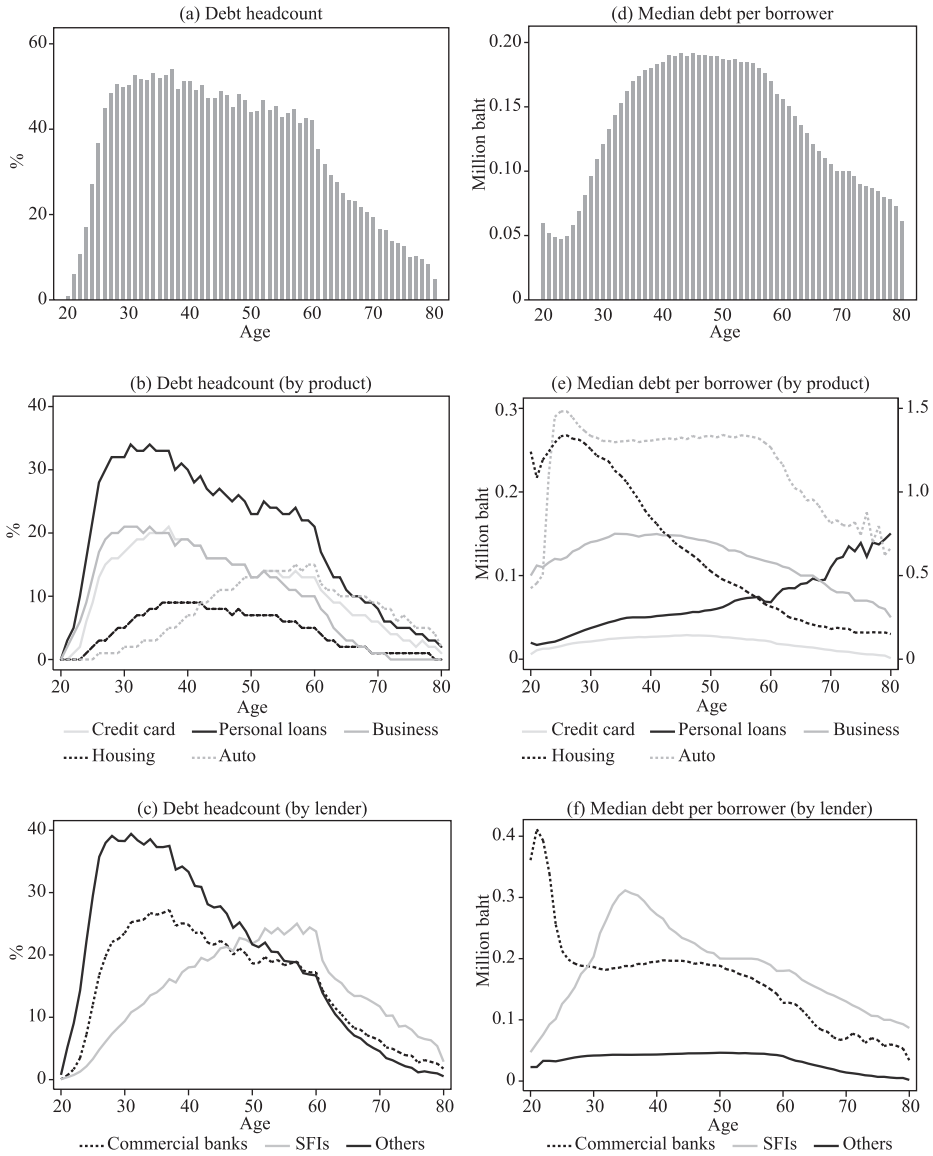 (a) Debt headcount
60
40
20
0
%
20 30 40 50 60 70 80
Age
(d) Median debt per borrower
0.20
0.15
0.10
0.05
0
Million baht
20 30 40 50 60 70 80
Age
(b) Debt headcount (by product)
40
30
20
10
0
%
20 30 40 50 60 70 80
Age
Credit card Personal loans Business
Housing Auto
(e) Median debt per borrower (by product)
0.3
0.2
0.1
0
Million baht
1.5
1.0
0.5
0
20 30 40 50 60 70 80
Age
Credit card Personal loans Business
Housing Auto
(c) Debt headcount (by lender)
40
30
20
10
0
%
20 30 40 50 60 70 80
Age
Commercial banks SFIs Others
(f) Median debt per borrower (by lender)
0.4
0.3
0.2
0.1
0
Million baht
20 30 40 50 60 70 80
Age
Commercial banks SFIs Others